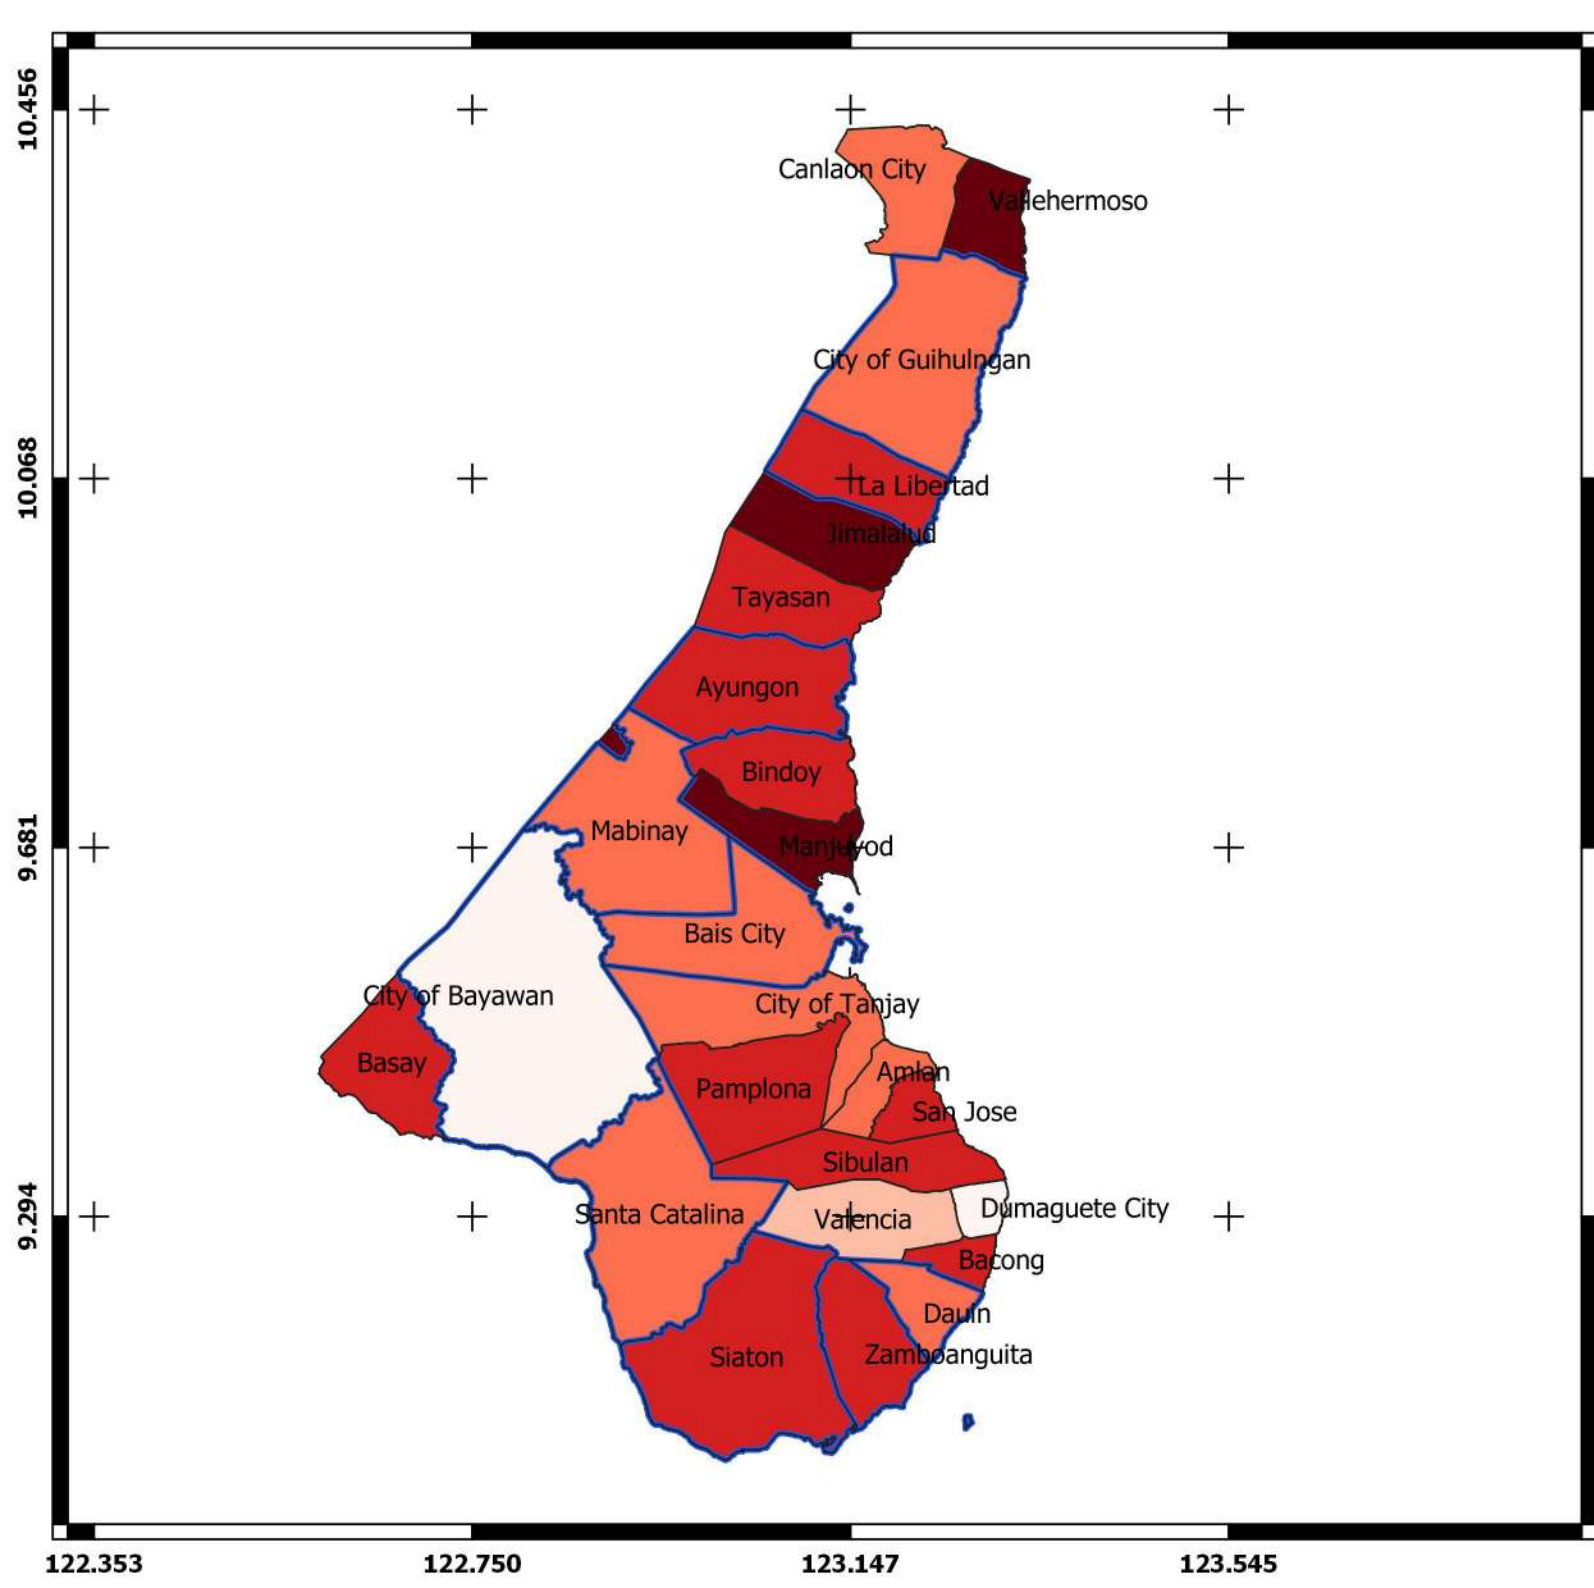 10.456
Canlaon City
Vallehermoso
City of Guihulngan
10.068
La Libertad
Jimalalud
Tayasan
Ayungon
Bindoy
Mabinay
9.681
Manjuyod
Bais City
City of Bayawan
City of Tanjay
Basay
Amlan
Pamplona
San Jose
Sibulan
9.294
Santa Catalina
Valencia
Dumaguete City
Bacong
Dauin
Siaton
Zamboanguita
122.353 122.750 123.147 123.545